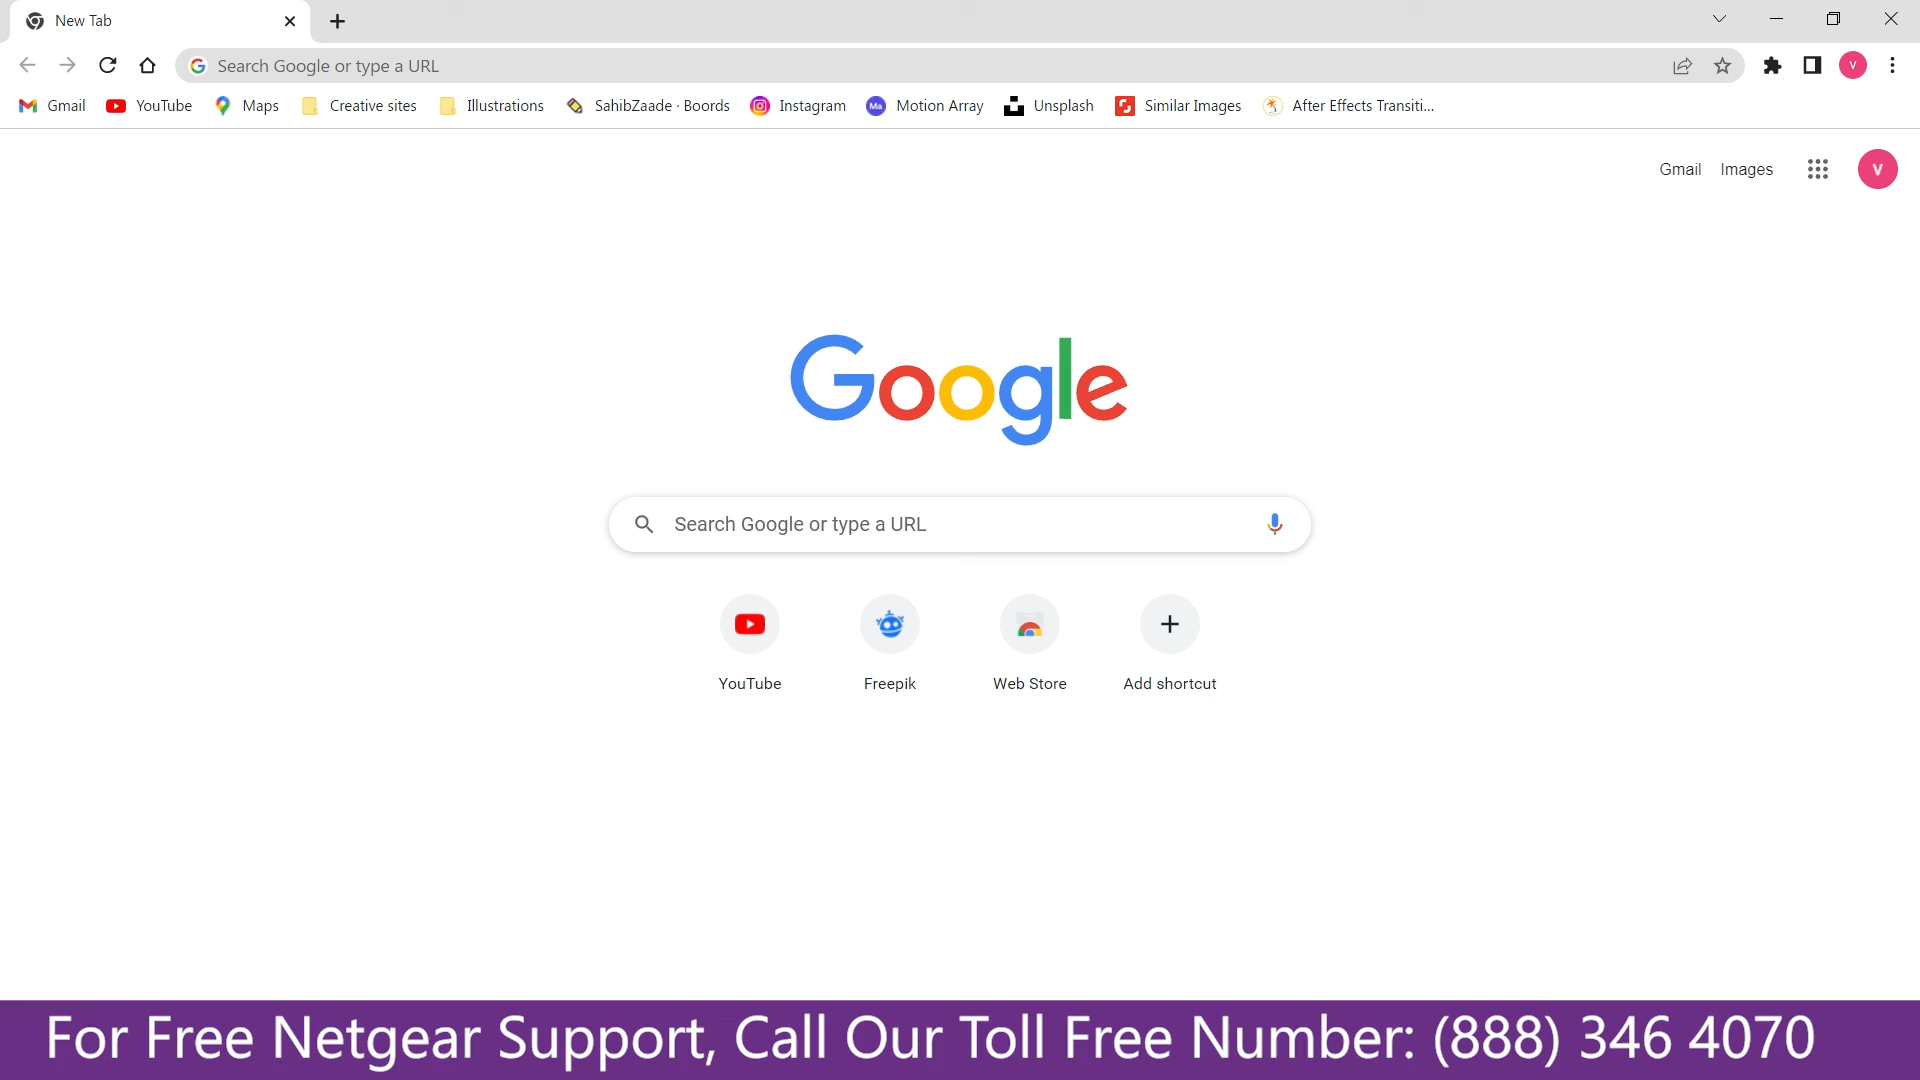 New Tab
Search Google or type a URL
Gmail YouTube Maps Creative sites Illustrations SahibZaade · Boords Instagram Ma Motion Array Unsplash Similar Images After Effects Transiti...
V
Gmail Images V
Google
Search Google or type a URL
YouTube Freepik Web Store Add shortcut
For Free Netgear Support, Call Our Toll Free Number: (888) 346 4070